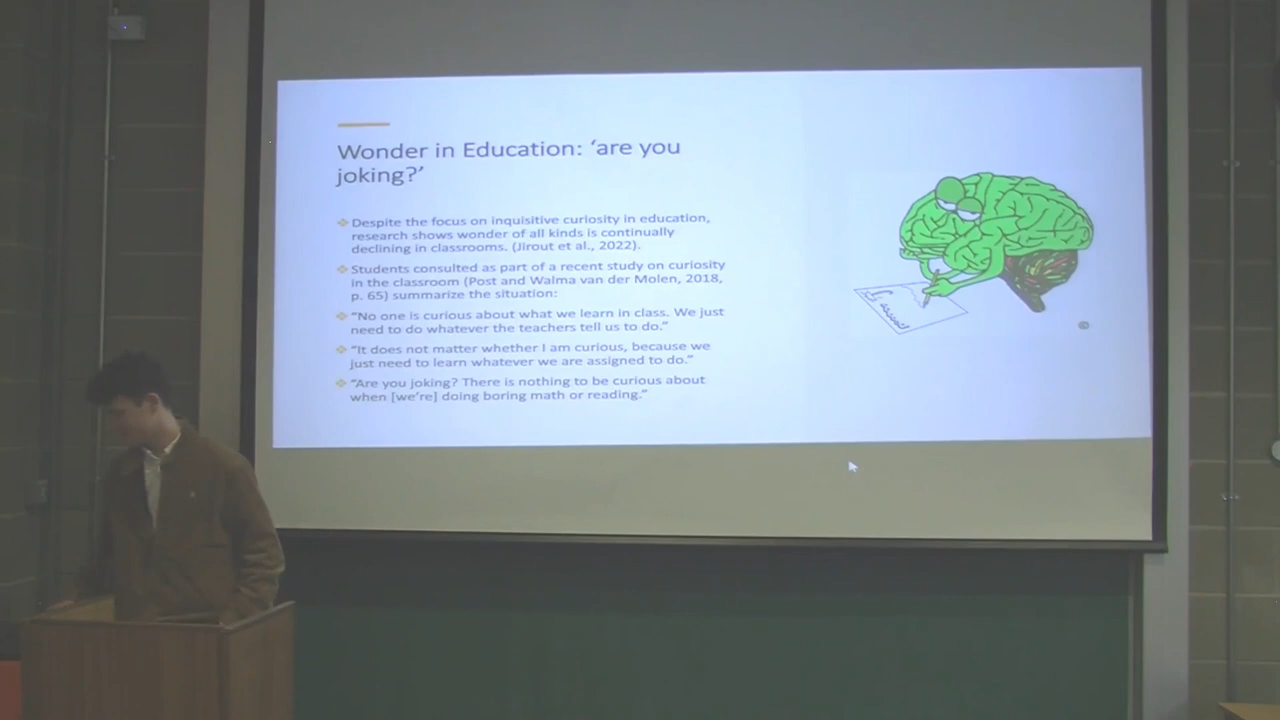 Wonder in Education: ‘are you
joking?’
Despite the focus on inquisitive curiosity in education,
research shows wonder of all kinds is continually
declining in classrooms. (Jirout et al., 2022).
Students consulted as part of a recent study on curiosity
in the classroom (Post and Walma van der Molen, 2018,
p. 65) summarize the situation:
“No one is curious about what we learn in class. We just
need to do whatever the teachers tell us to do.”
“It does not matter whether I am curious, because we
just need to learn whatever we are assigned to do.”
“Are you joking? There is nothing to be curious about
when [we’re] doing boring math or reading.”